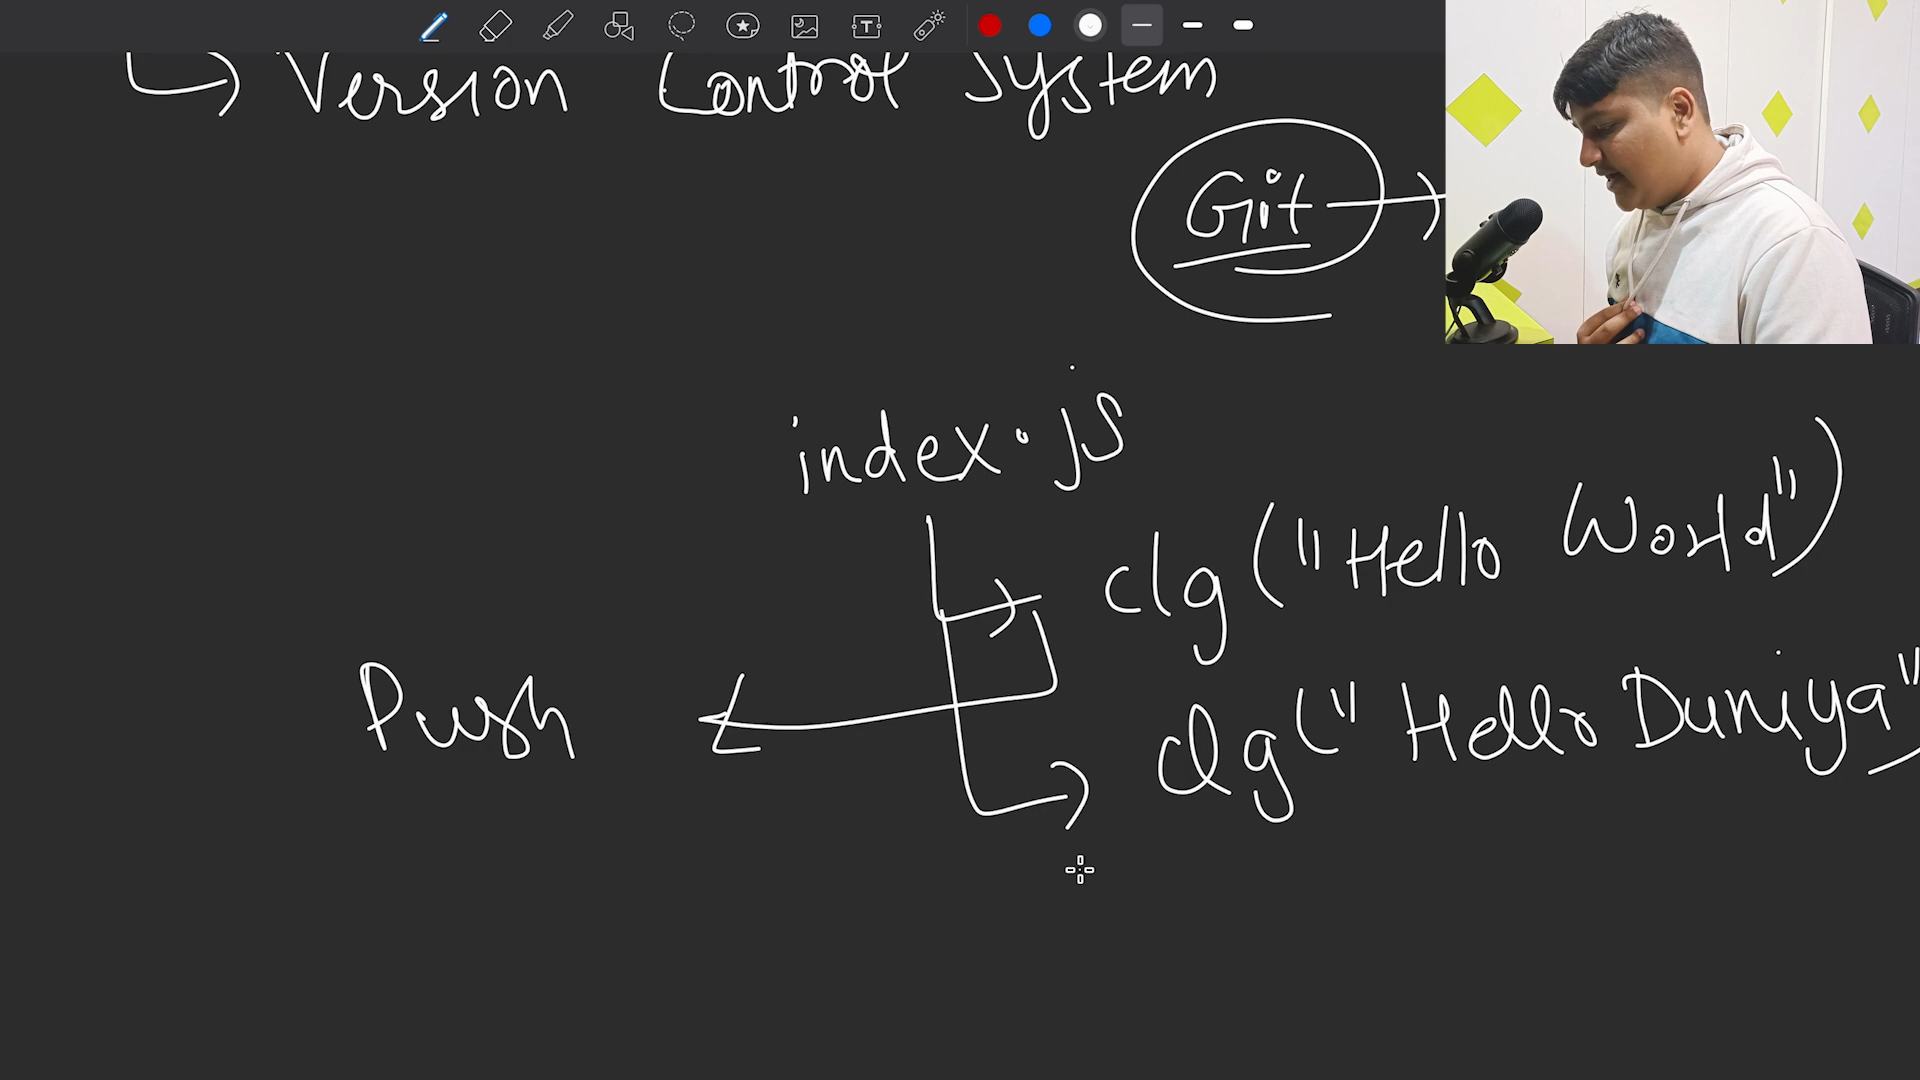 Version Control System
Git
index.js
clg("Hello World")
Push
clg("Hello Duniya"